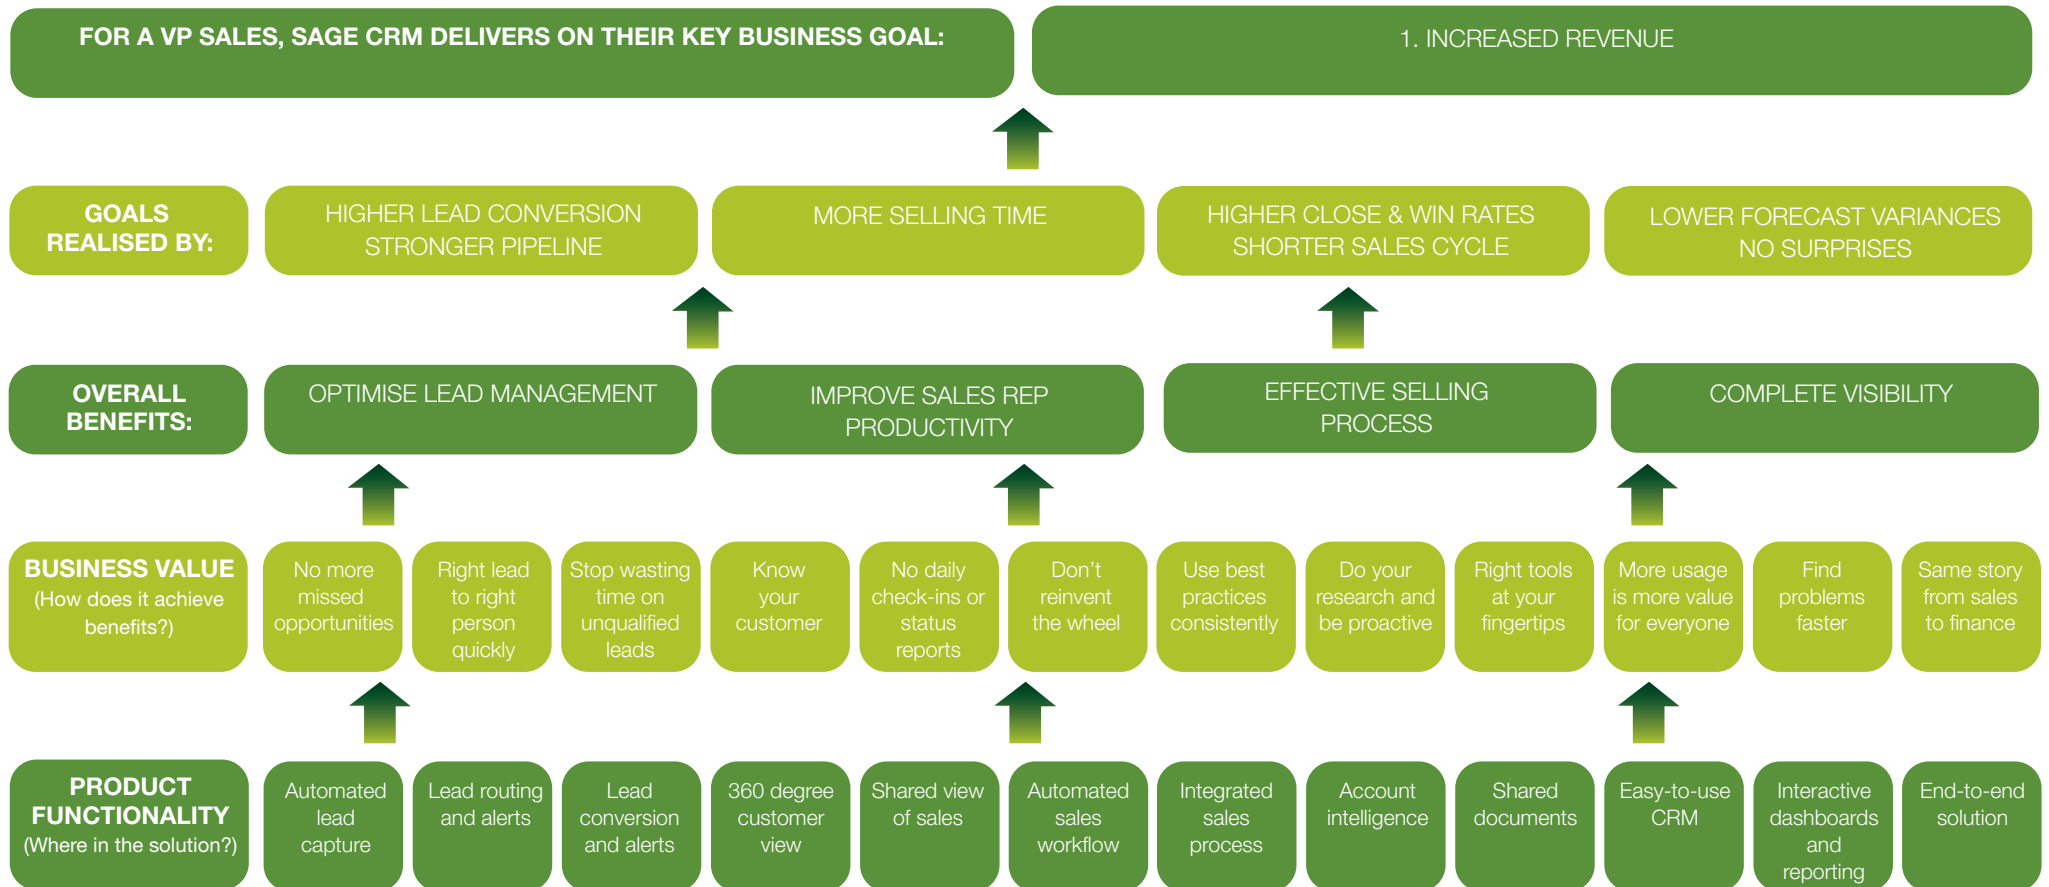 FOR A VP SALES, SAGE CRM DELIVERS ON THEIR KEY BUSINESS GOAL:
1. INCREASED REVENUE
GOALS
REALISED BY:
HIGHER LEAD CONVERSION
STRONGER PIPELINE
MORE SELLING TIME
HIGHER CLOSE & WIN RATES
SHORTER SALES CYCLE
LOWER FORECAST VARIANCES
NO SURPRISES
OVERALL
BENEFITS:
OPTIMISE LEAD MANAGEMENT
IMPROVE SALES REP
PRODUCTIVITY
EFFECTIVE SELLING
PROCESS
COMPLETE VISIBILITY
BUSINESS VALUE
(How does it achieve
benefits?)
No more
missed
opportunities
Right lead
to right
person
quickly
Stop wasting
time on
unqualified
leads
Know
your
customer
No daily
check-ins or
status
reports
Don't
reinvent
the wheel
Use best
practices
consistently
Do your
research and
be proactive
Right tools
at your
fingertips
More usage
is more value
for everyone
Find
problems
faster
Same story
from sales
to finance
PRODUCT
FUNCTIONALITY
(Where in the solution?)
Automated
lead
capture
Lead routing
and alerts
Lead
conversion
and alerts
360 degree
customer
view
Shared view
of sales
Automated
sales
workflow
Integrated
sales
process
Account
intelligence
Shared
documents
Easy-to-use
CRM
Interactive
dashboards
and
reporting
End-to-end
solution